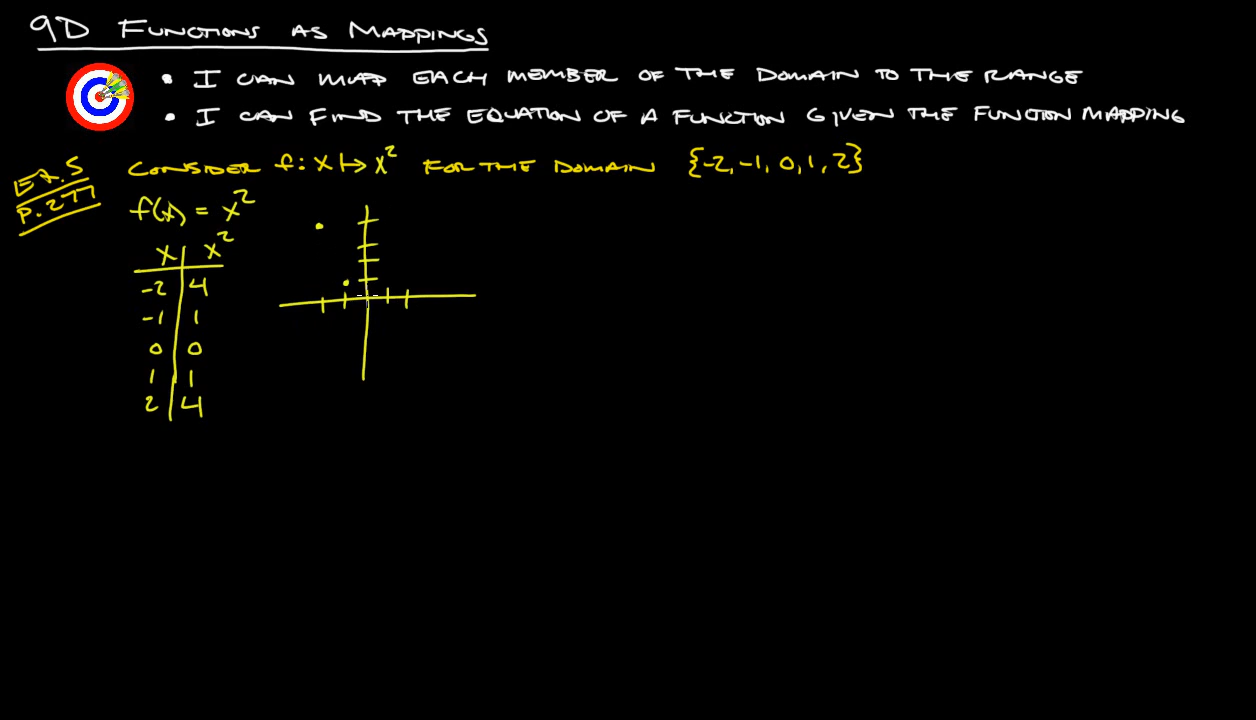 9D FUNCTIONS AS MAPPINGS
• I CAN MAP EACH MEMBER OF THE DOMAIN TO THE RANGE
• I CAN FIND THE EQUATION OF A FUNCTION GIVEN THE FUNCTION MAPPING
EX. 5
P. 277
CONSIDER f: x ↦ x² FOR THE DOMAIN {-2, -1, 0, 1, 2}
f(x) = x²
x | x²
-2 | 4
-1 | 1
0 | 0
1 | 1
2 | 4